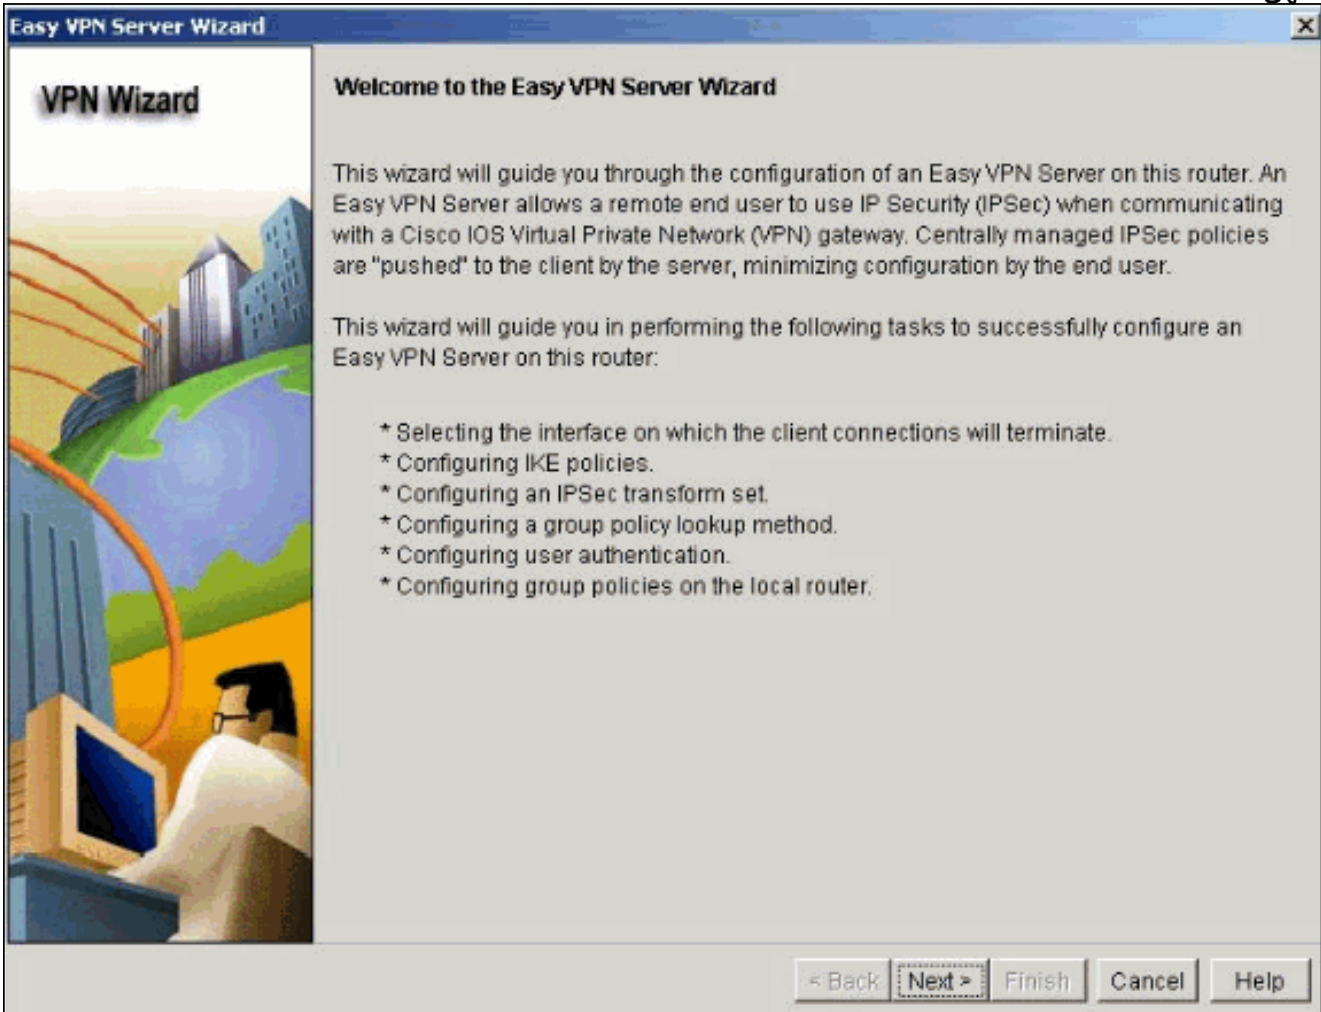 Easy VPN Server Wizard
VPN Wizard
Welcome to the Easy VPN Server Wizard
This wizard will guide you through the configuration of an Easy VPN Server on this router. An
Easy VPN Server allows a remote end user to use IP Security (IPSec) when communicating
with a Cisco IOS Virtual Private Network (VPN) gateway. Centrally managed IPSec policies
are "pushed" to the client by the server, minimizing configuration by the end user.
This wizard will guide you in performing the following tasks to successfully configure an
Easy VPN Server on this router:
* Selecting the interface on which the client connections will terminate.
* Configuring IKE policies.
* Configuring an IPSec transform set.
* Configuring a group policy lookup method.
* Configuring user authentication.
* Configuring group policies on the local router.
< Back Next > Finish Cancel Help